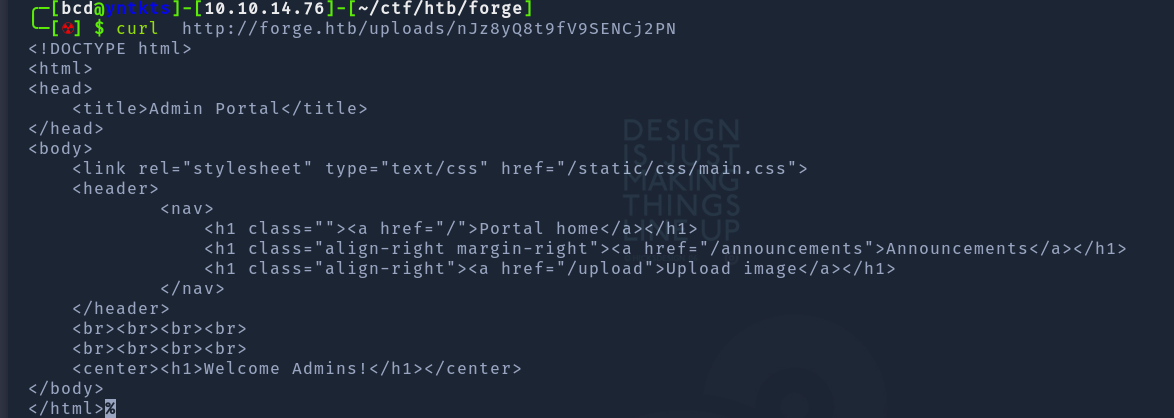 ┌─[bcd@yntkts]-[10.10.14.76]-[~/ctf/htb/forge]
└─[☢] $ curl  http://forge.htb/uploads/nJz8yQ8t9fV9SENCj2PN
<!DOCTYPE html>
<html>
<head>
    <title>Admin Portal</title>
</head>
<body>
    <link rel="stylesheet" type="text/css" href="/static/css/main.css">
    <header>
            <nav>
                <h1 class=""><a href="/">Portal home</a></h1>
                <h1 class="align-right margin-right"><a href="/announcements">Announcements</a></h1>
                <h1 class="align-right"><a href="/upload">Upload image</a></h1>
            </nav>
    </header>
    <br><br><br><br>
    <br><br><br><br>
    <center><h1>Welcome Admins!</h1></center>
</body>
</html>%
DESIGN
IS JUST
MAKING
THINGS
LINE UP